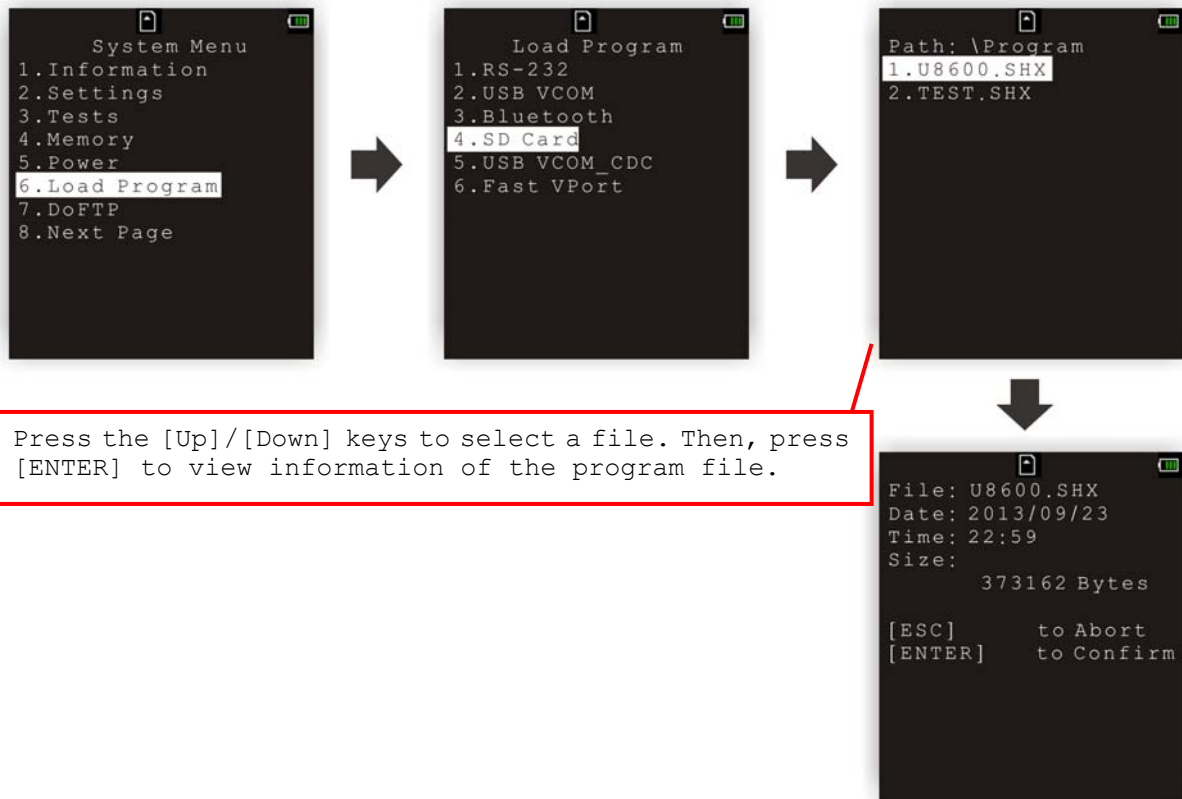 System Menu
1.Information
2.Settings
3.Tests
4.Memory
5.Power
6.Load Program
7.DoFTP
8.Next Page
Load Program
1.RS-232
2.USB VCOM
3.Bluetooth
4.SD Card
5.USB VCOM_CDC
6.Fast VPort
Path: \Program
1.U8600.SHX
2.TEST.SHX
Press the [Up]/[Down] keys to select a file. Then, press
[ENTER] to view information of the program file.
File: U8600.SHX
Date: 2013/09/23
Time: 22:59
Size:
373162 Bytes
[ESC] to Abort
[ENTER] to Confirm